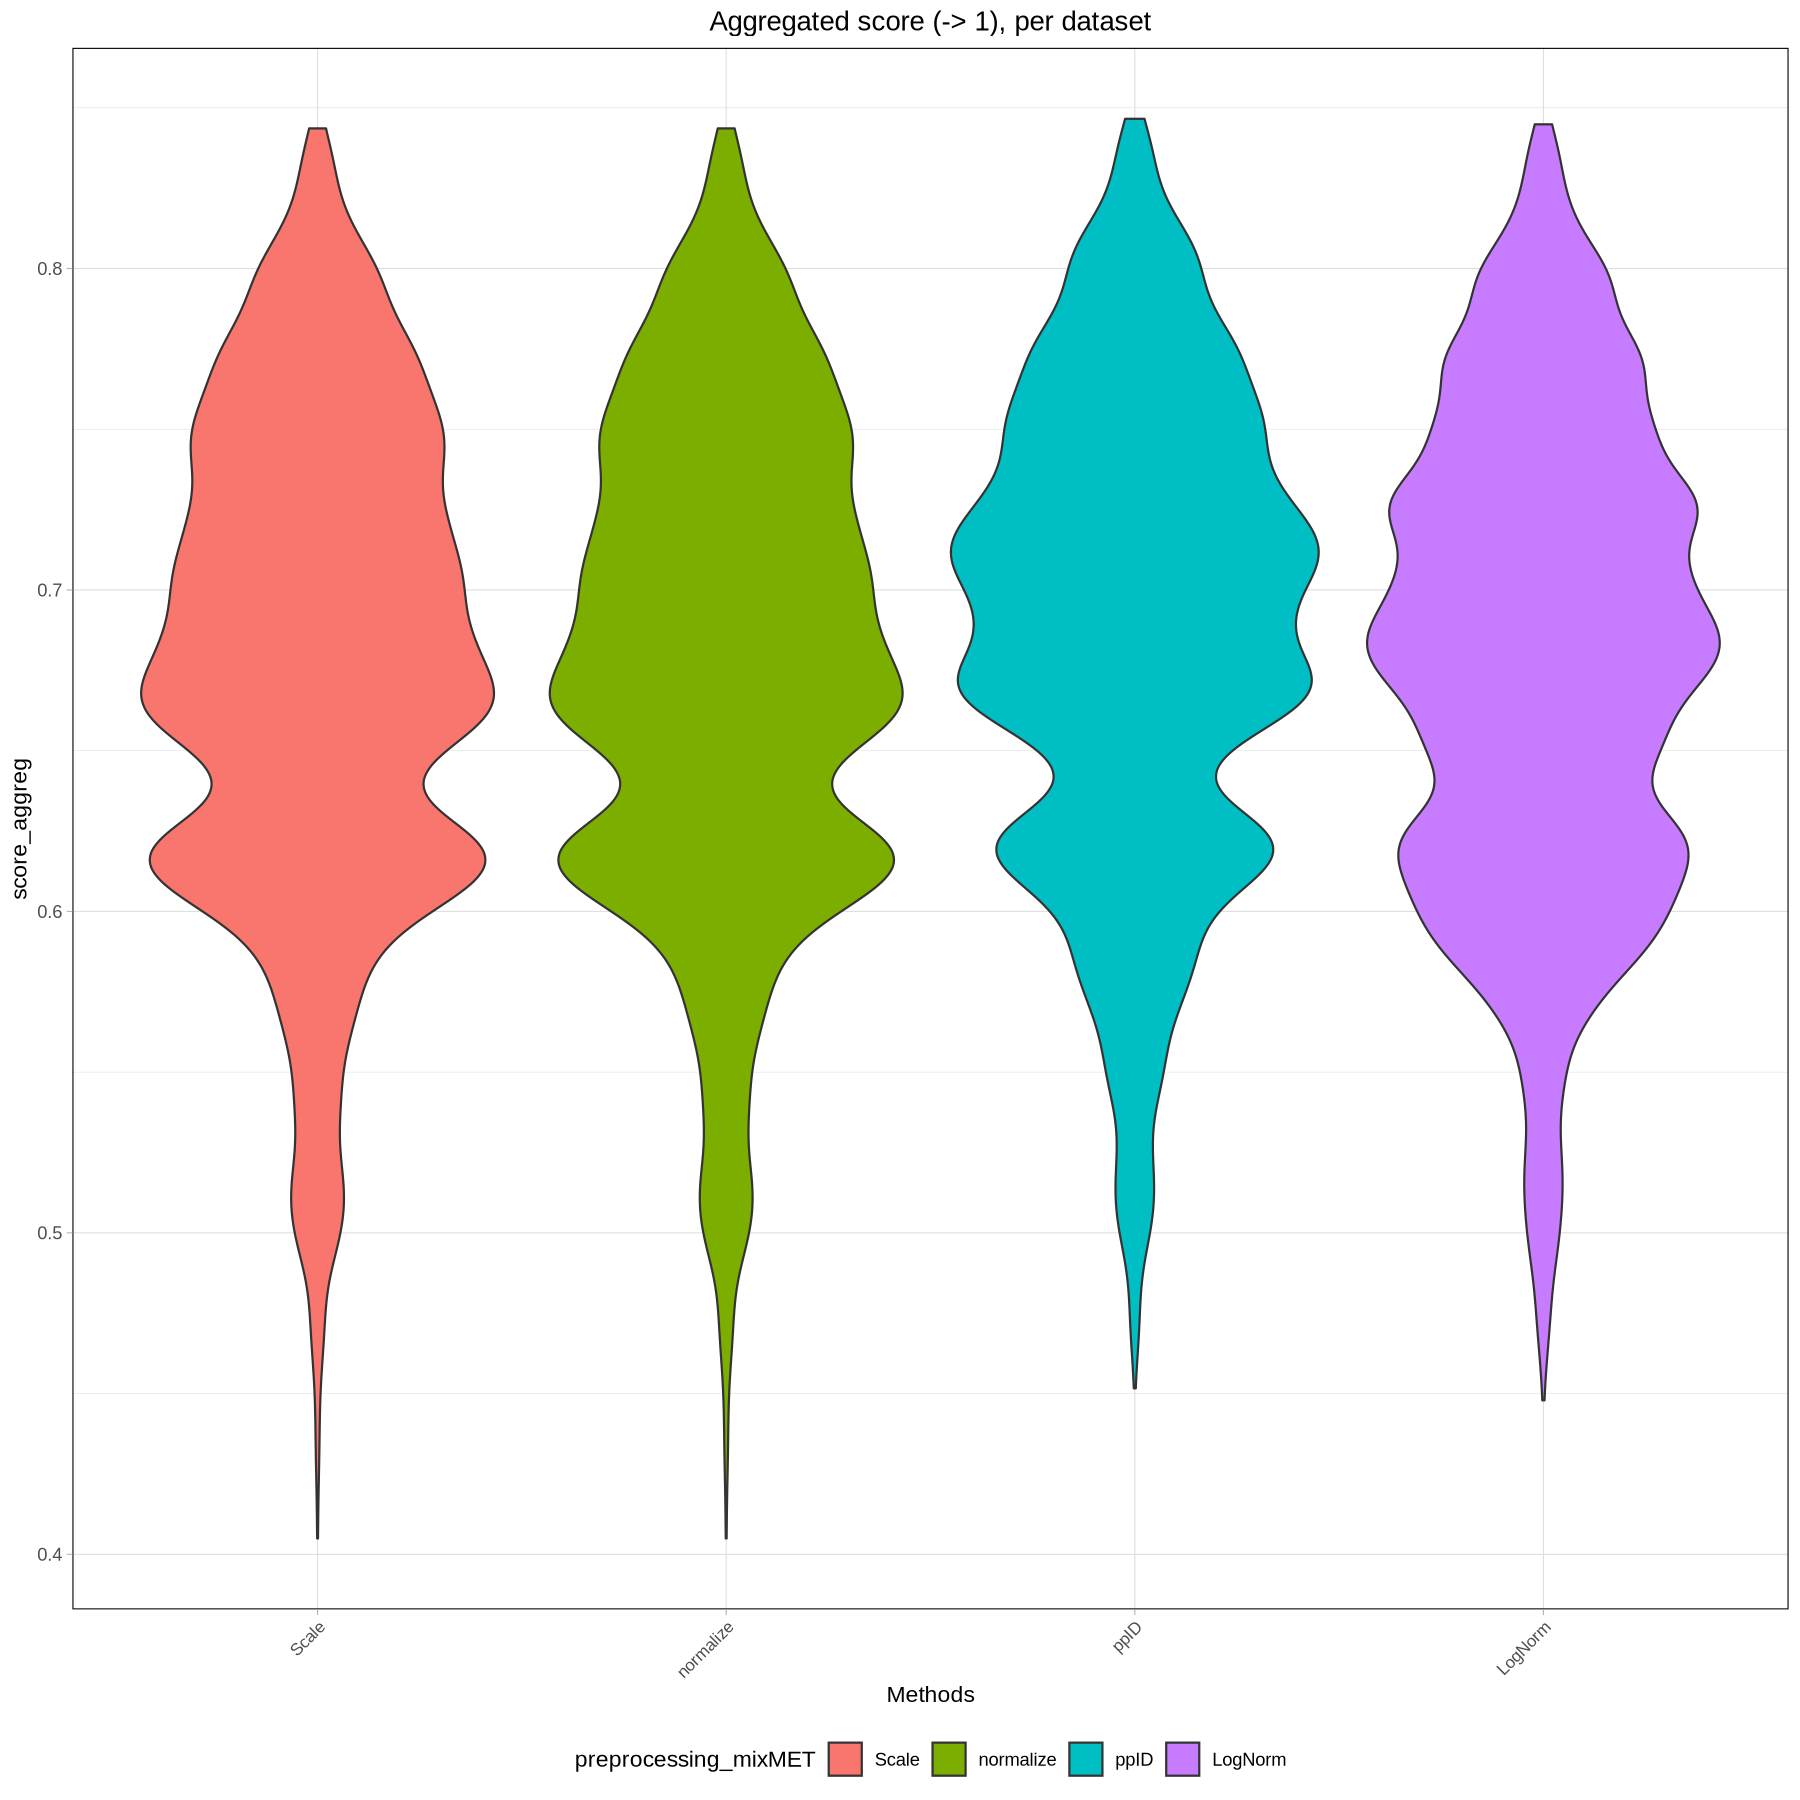 Aggregated score (-> 1), per dataset
score_aggreg
0.8
0.7
0.6
0.5
0.4
Scale
normalize
ppID
LogNorm
Methods
preprocessing_mixMET Scale normalize ppID LogNorm